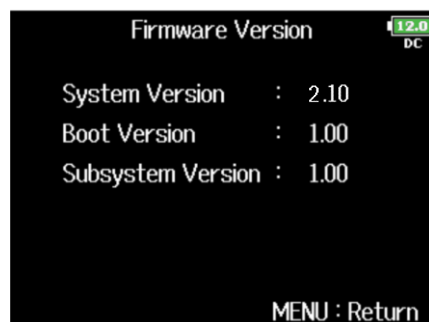 Firmware Version
12.0
DC
System Version : 2.10
Boot Version : 1.00
Subsystem Version : 1.00
MENU : Return